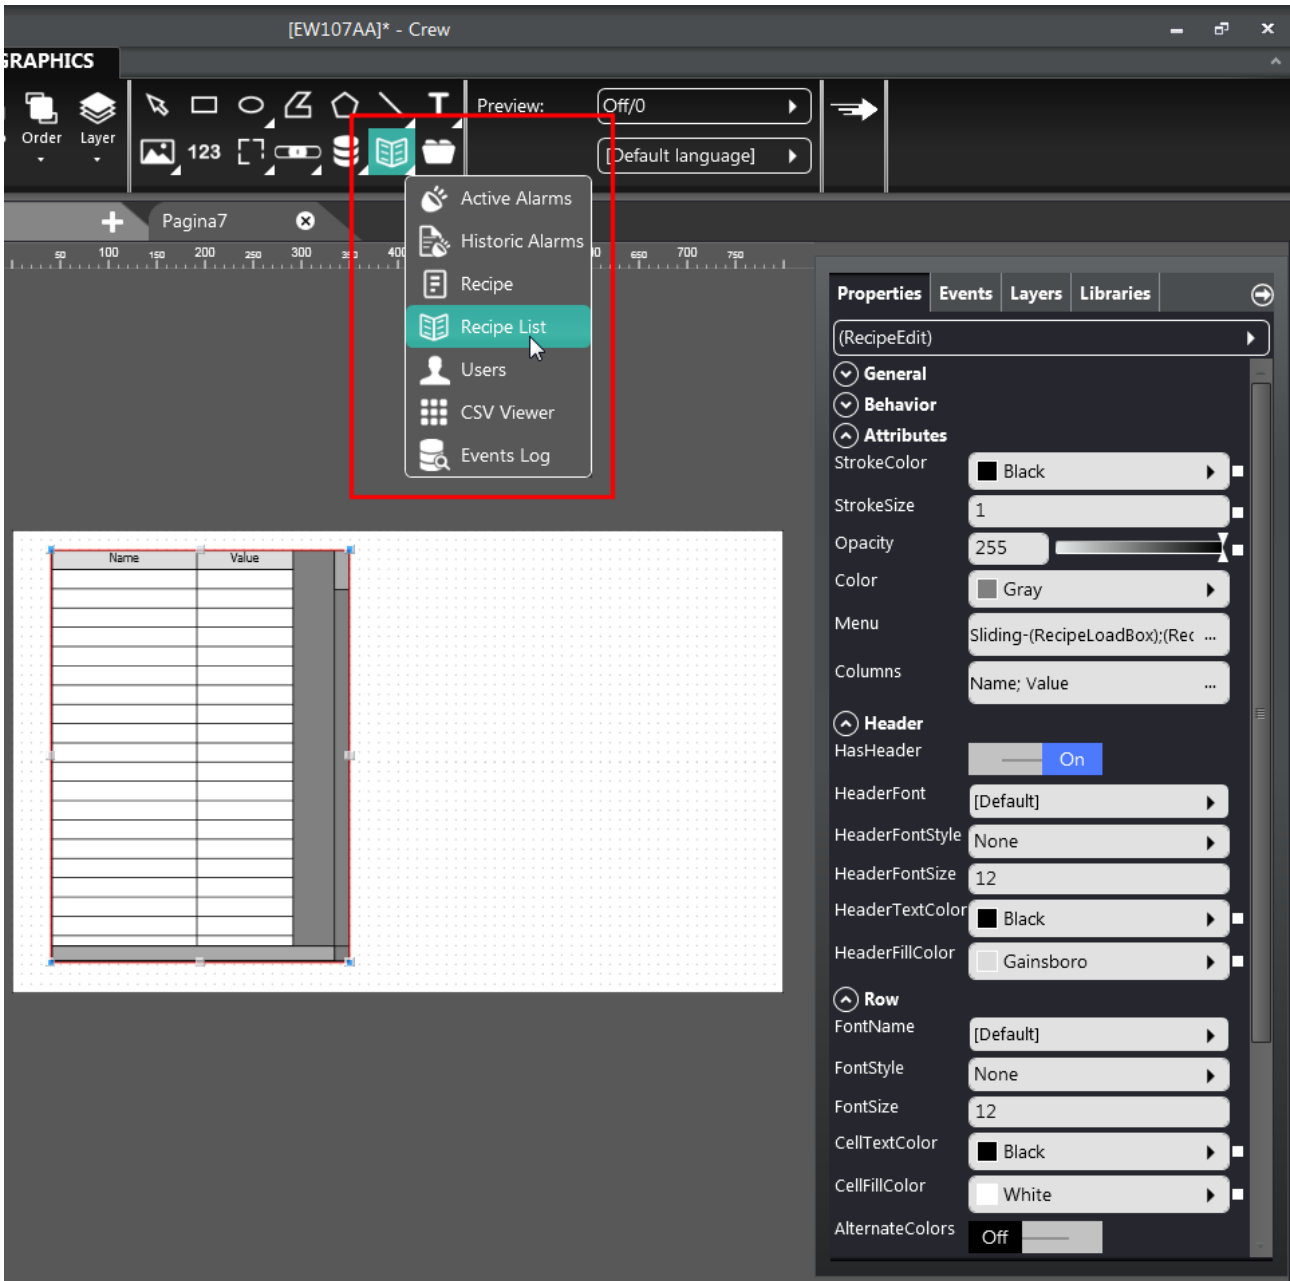 [EW107AA]* - Crew
GRAPHICS
Order
Layer
T
Preview:
Off/0
123
[Default language]
Active Alarms
Historic Alarms
Recipe
Recipe List
Users
CSV Viewer
Events Log
Pagina7
50 100 150 200 250 300 350 400 650 700 750
Properties Events Layers Libraries
(RecipeEdit)
General
Behavior
Attributes
StrokeColor Black
StrokeSize 1
Opacity 255
Color Gray
Menu Sliding-(RecipeLoadBox);(Rec ...
Columns Name; Value ...
Header
HasHeader On
HeaderFont [Default]
HeaderFontStyle None
HeaderFontSize 12
HeaderTextColor Black
HeaderFillColor Gainsboro
Row
FontName [Default]
FontStyle None
FontSize 12
CellTextColor Black
CellFillColor White
AlternateColors Off
Name Value